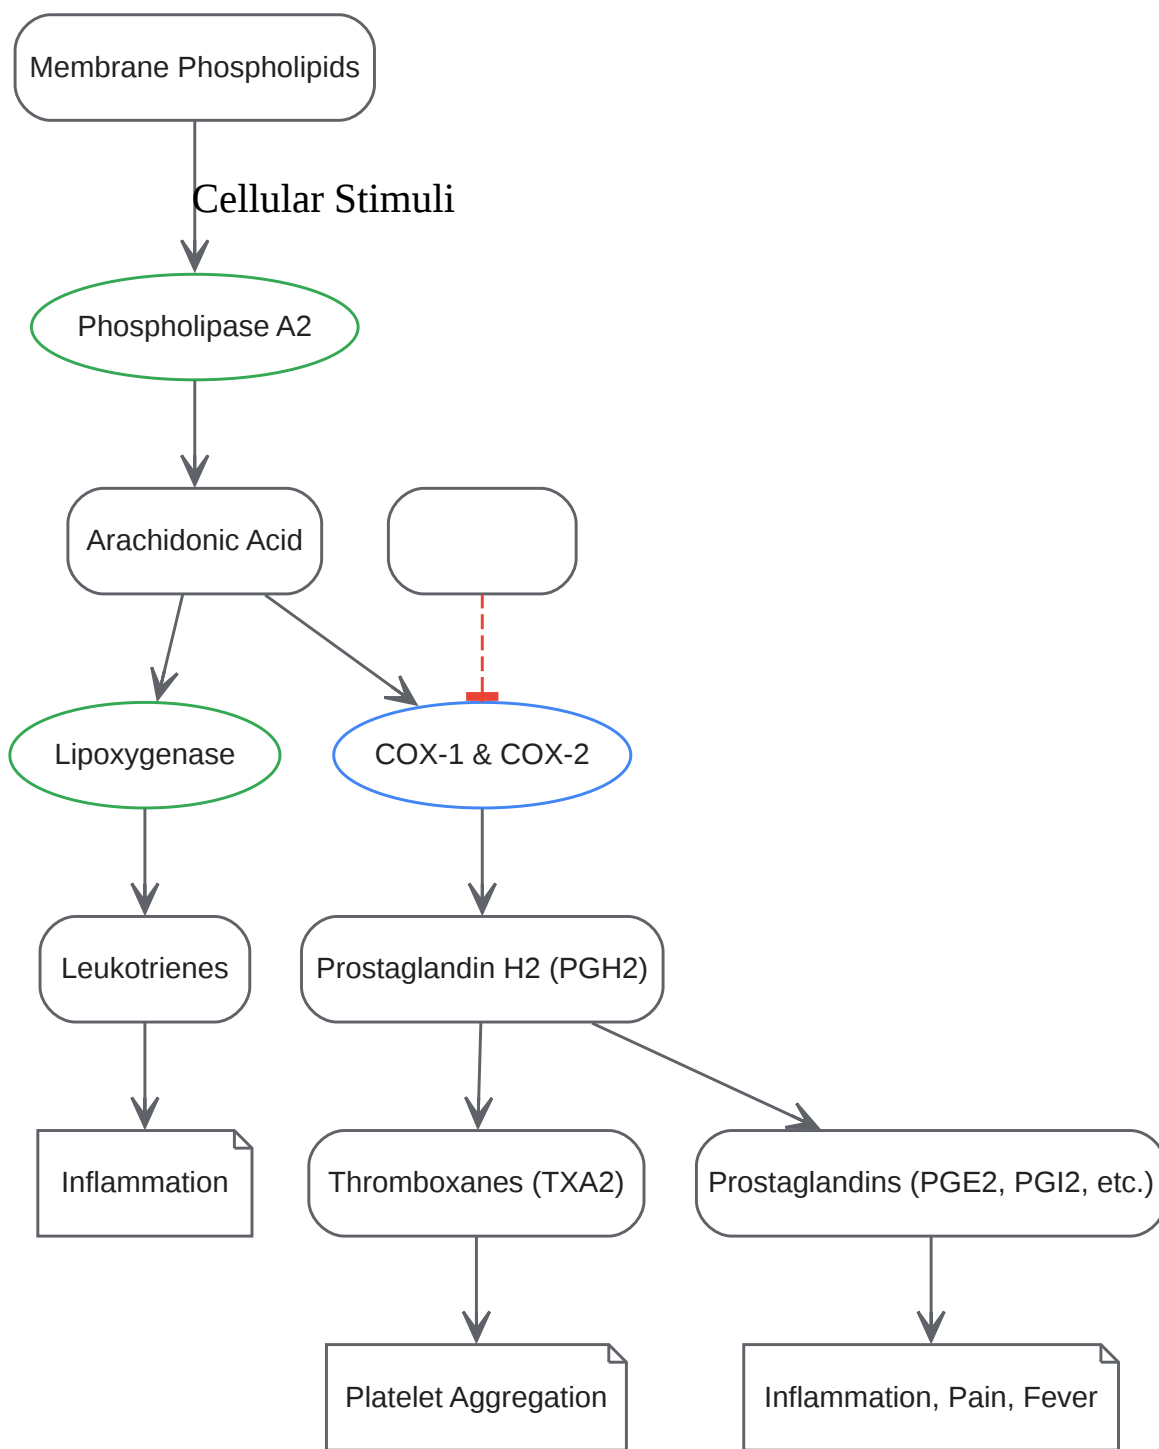 Membrane Phospholipids
Cellular Stimuli
Phospholipase A2
Arachidonic Acid
Lipoxygenase
COX-1 & COX-2
Leukotrienes
Prostaglandin H2 (PGH2)
Inflammation
Thromboxanes (TXA2)
Prostaglandins (PGE2, PGI2, etc.)
Platelet Aggregation
Inflammation, Pain, Fever